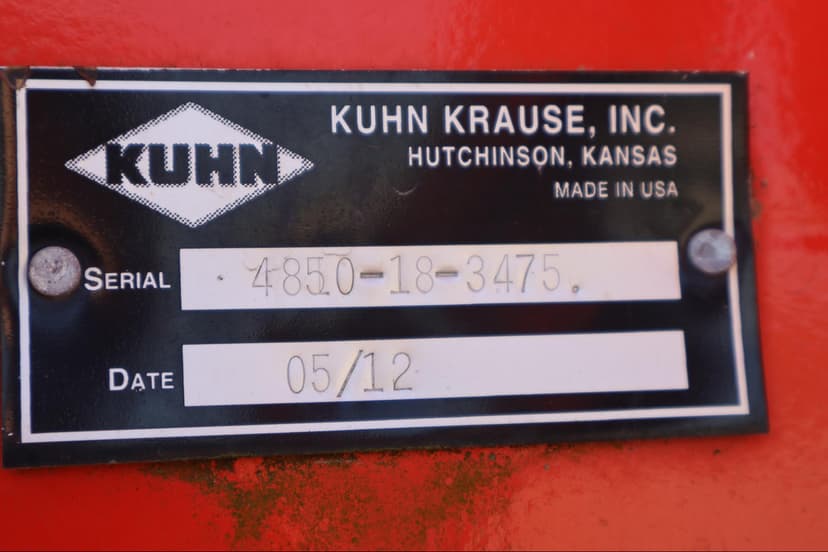 KUHN
KUHN KRAUSE, INC.
HUTCHINSON, KANSAS
MADE IN USA
SERIAL · 4850-18-3475.
DATE 05/12